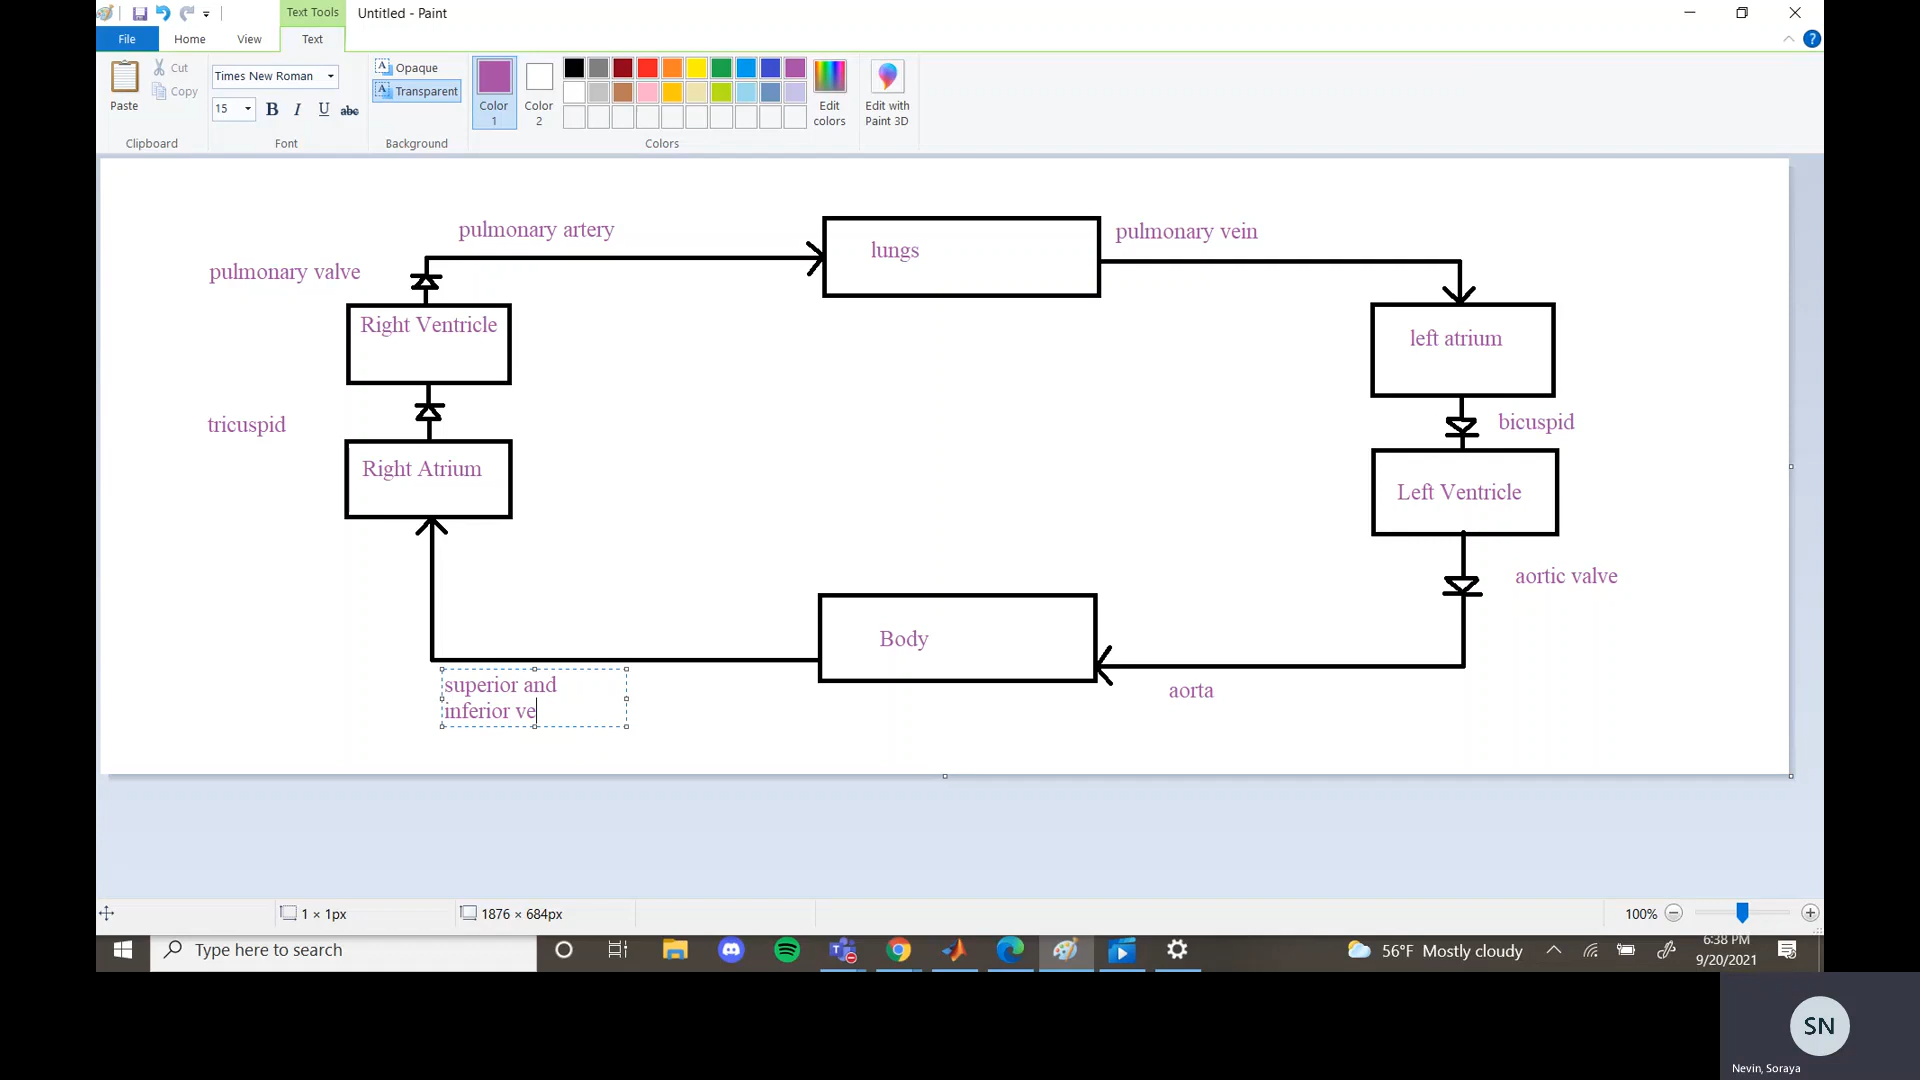 Text Tools
Untitled - Paint
File
Home
View
Text
Paste
Cut
Copy
Clipboard
Times New Roman
15
B I U abc
Font
Opaque
Transparent
Background
Color
1
Color
2
Edit
colors
Colors
Edit with
Paint 3D
pulmonary artery
pulmonary valve
lungs
pulmonary vein
Right Ventricle
left atrium
tricuspid
bicuspid
Right Atrium
Left Ventricle
aortic valve
Body
superior and
inferior ve
aorta
1 × 1px
1876 × 684px
100%
Type here to search
56°F Mostly cloudy
6:38 PM
9/20/2021
SN
Nevin, Soraya